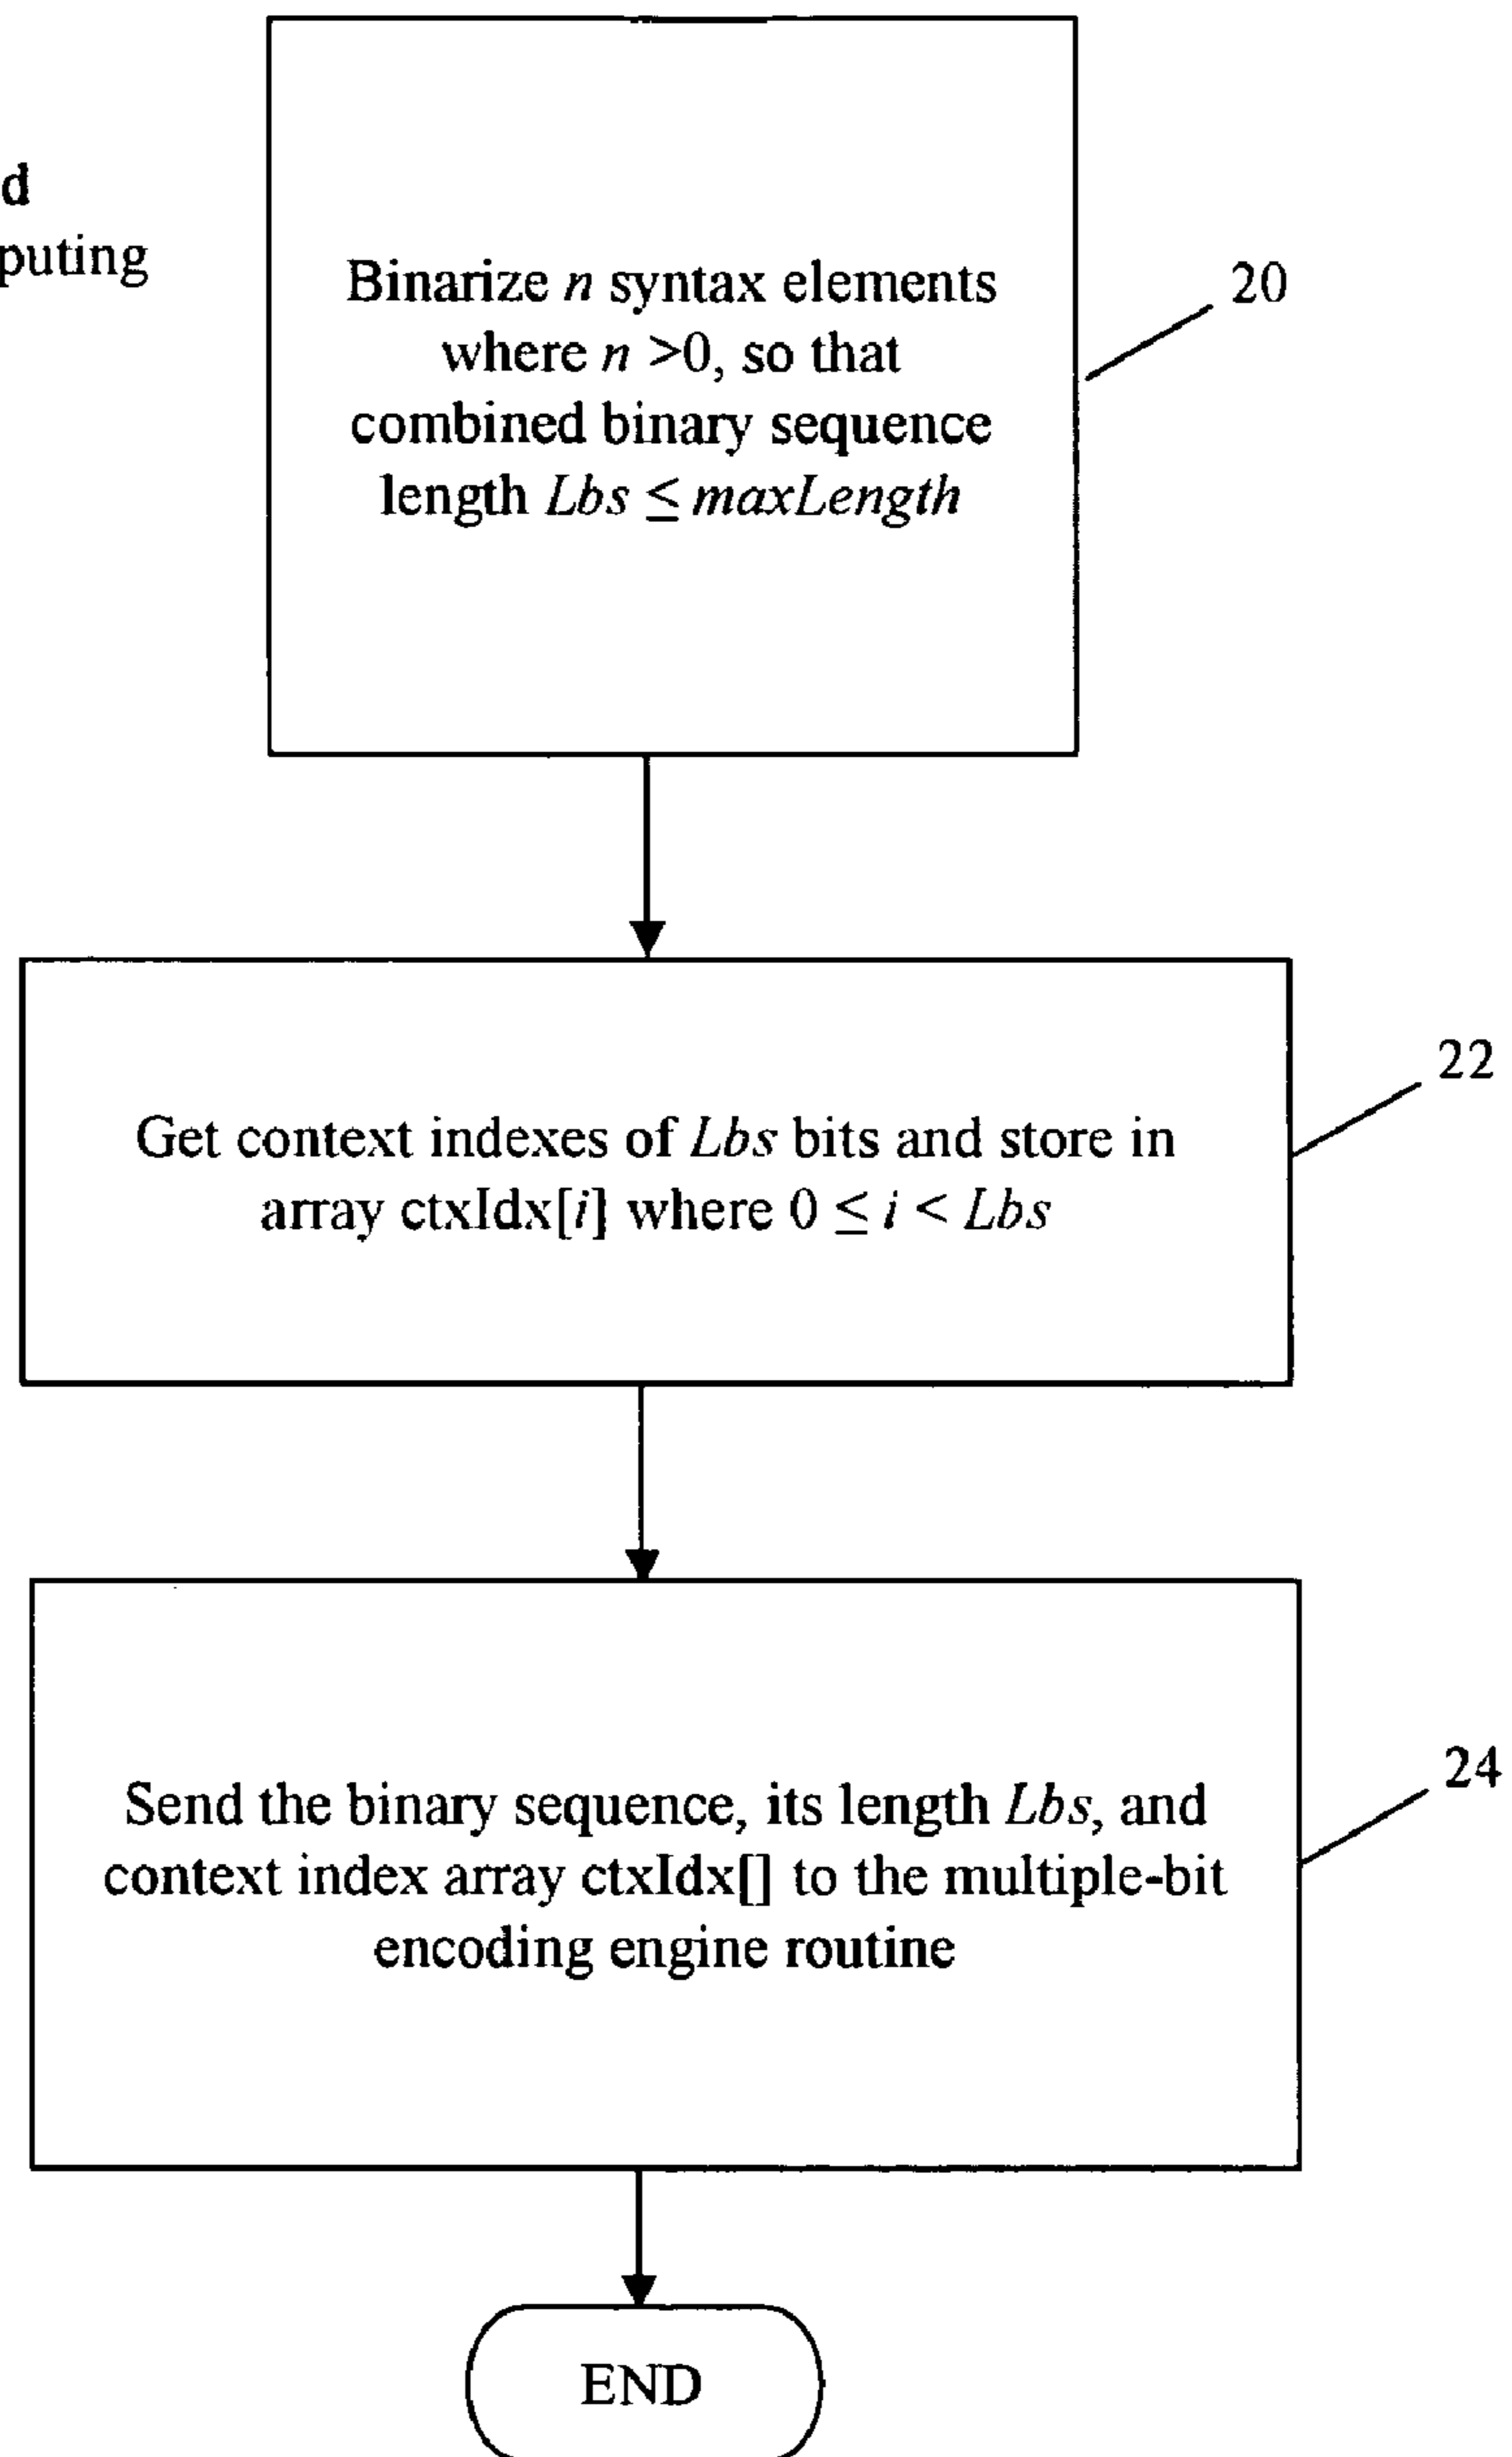 d
puting
Binarize n syntax elements
where n >0, so that
combined binary sequence
length Lbs ≤ maxLength
20
Get context indexes of Lbs bits and store in
array ctxIdx[i] where 0 ≤ i < Lbs
22
Send the binary sequence, its length Lbs, and
context index array ctxIdx[] to the multiple-bit
encoding engine routine
24
END